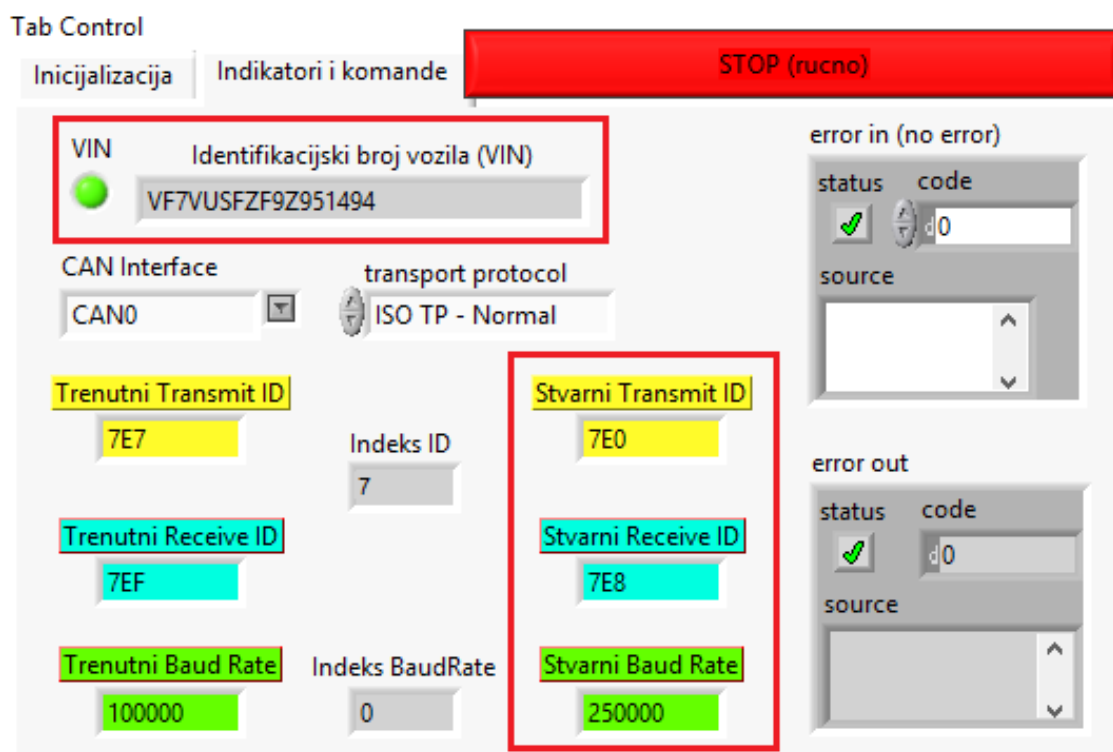 Tab Control
Inicijalizacija
Indikatori i komande
STOP (rucno)
VIN
Identifikacijski broj vozila (VIN)
VF7VUSFZF9Z951494
CAN Interface
CAN0
transport protocol
ISO TP - Normal
Trenutni Transmit ID
7E7
Indeks ID
7
Stvarni Transmit ID
7E0
Trenutni Receive ID
7EF
Stvarni Receive ID
7E8
Trenutni Baud Rate
100000
Indeks BaudRate
0
Stvarni Baud Rate
250000
error in (no error)
status
code
d0
source
error out
status
code
d0
source